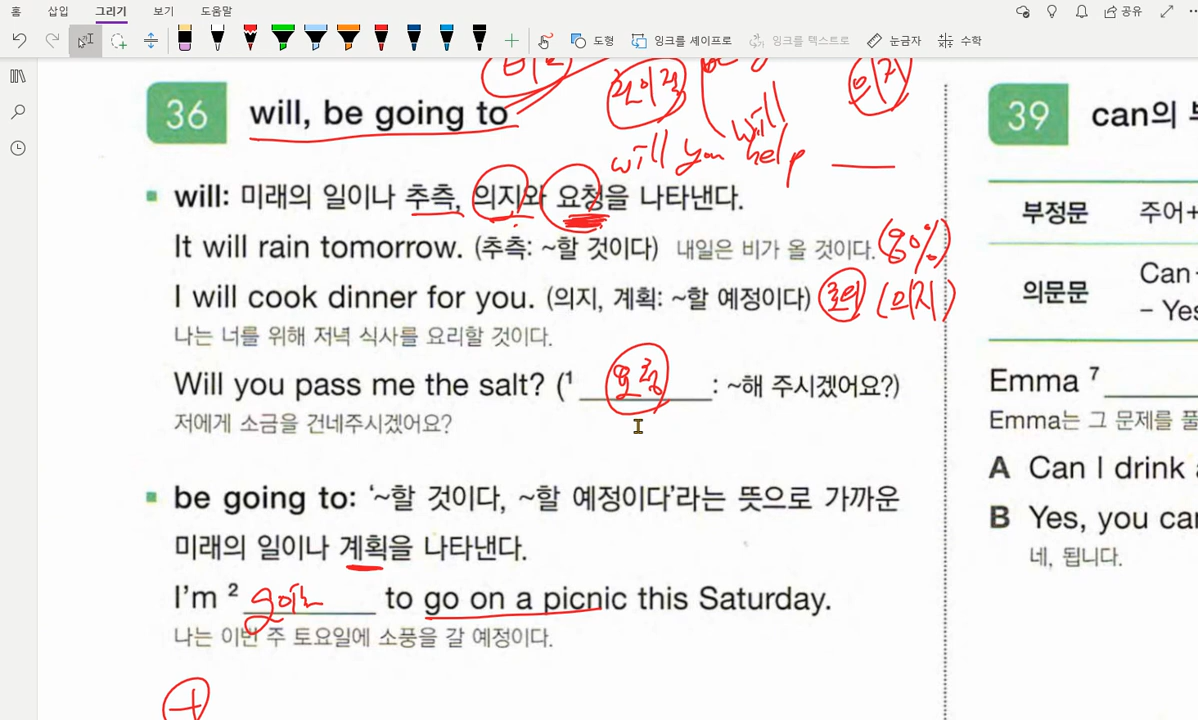 홈 삽입 그리기 보기 도움말
공유
도형 잉크를 셰이프로 잉크를 텍스트로 눈금자 수학
의지
will
will you help
36 will, be going to
will: 미래의 일이나 추측, 의지와 요청을 나타낸다.
It will rain tomorrow. (추측: ~할 것이다) 내일은 비가 올 것이다. (80%)
I will cook dinner for you. (의지, 계획: ~할 예정이다) (의지)
나는 너를 위해 저녁 식사를 요리할 것이다.
Will you pass me the salt? (1 요청 : ~해 주시겠어요?)
저에게 소금을 건네주시겠어요?
be going to: ‘~할 것이다, ~할 예정이다’라는 뜻으로 가까운
미래의 일이나 계획을 나타낸다.
I’m 2 going to go on a picnic this Saturday.
나는 이번 주 토요일에 소풍을 갈 예정이다.
39 can의
부정문 주어+
의문문 Can
– Yes
Emma 7
Emma는 그 문제를 풀
A Can I drink
B Yes, you can
네, 됩니다.